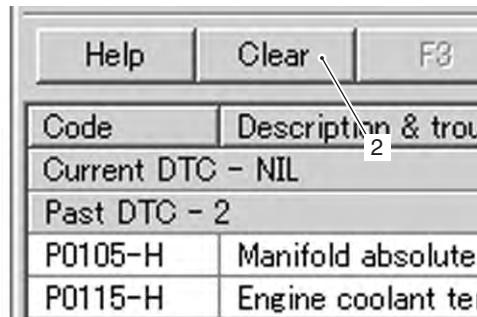 Help Clear F3
2
Code Description & trou
Current DTC - NIL
Past DTC - 2
P0105-H Manifold absolute
P0115-H Engine coolant te